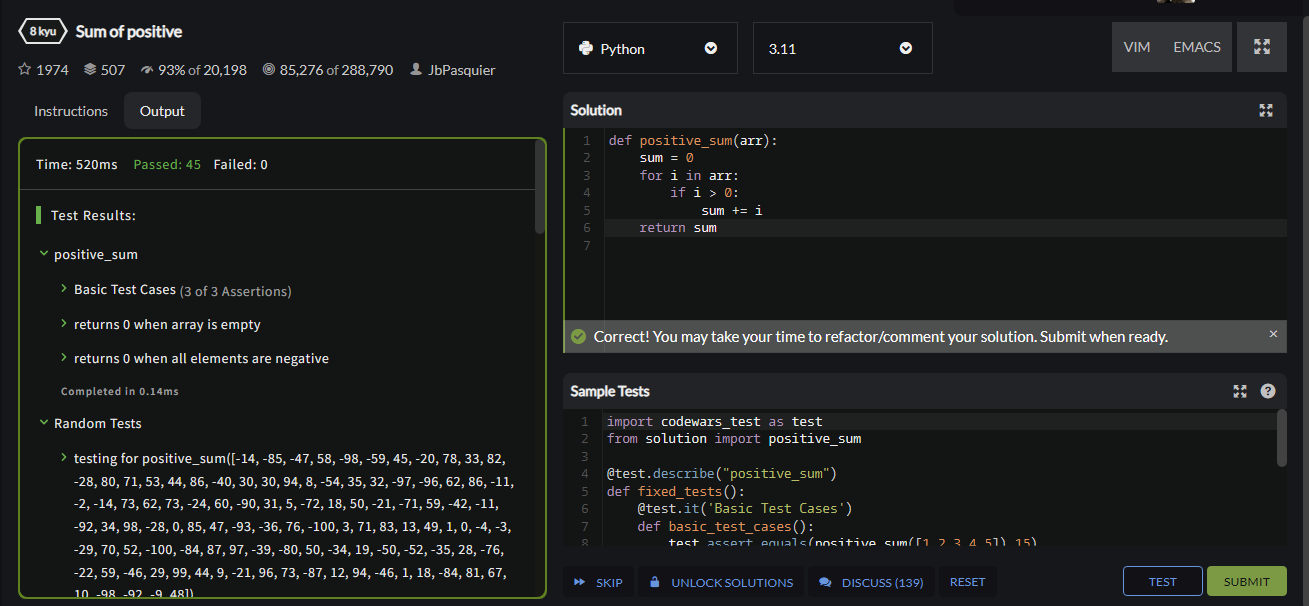 8 kyu Sum of positive
1974 507 93% of 20,198 85,276 of 288,790 JbPasquier
Instructions Output
Time: 520ms Passed: 45 Failed: 0
Test Results:
positive_sum
Basic Test Cases (3 of 3 Assertions)
returns 0 when array is empty
returns 0 when all elements are negative
Completed in 0.14ms
Random Tests
testing for positive_sum([-14, -85, -47, 58, -98, -59, 45, -20, 78, 33, 82,
-28, 80, 71, 53, 44, 86, -40, 30, 30, 94, 8, -54, 35, 32, -97, -96, 62, 86, -11,
-2, -14, 73, 62, 73, -24, 60, -90, 31, 5, -72, 18, 50, -21, -71, 59, -42, -11,
-92, 34, 98, -28, 0, 85, 47, -93, -36, 76, -100, 3, 71, 83, 13, 49, 1, 0, -4, -3,
-29, 70, 52, -100, -84, 87, 97, -39, -80, 50, -34, 19, -50, -52, -35, 28, -76,
-22, 59, -46, 29, 99, 44, 9, -21, 96, 73, -87, 12, 94, -46, 1, 18, -84, 81, 67,
10, -98, -92, -9, 48])
Python 3.11 VIM EMACS
Solution
1 def positive_sum(arr):
2     sum = 0
3     for i in arr:
4         if i > 0:
5             sum += i
6     return sum
7
Correct! You may take your time to refactor/comment your solution. Submit when ready. ×
Sample Tests ?
1 import codewars_test as test
2 from solution import positive_sum
3
4 @test.describe("positive_sum")
5 def fixed_tests():
6     @test.it('Basic Test Cases')
7     def basic_test_cases():
8         test.assert_equals(positive_sum([1,2,3,4,5]),15)
SKIP UNLOCK SOLUTIONS DISCUSS (139) RESET TEST SUBMIT